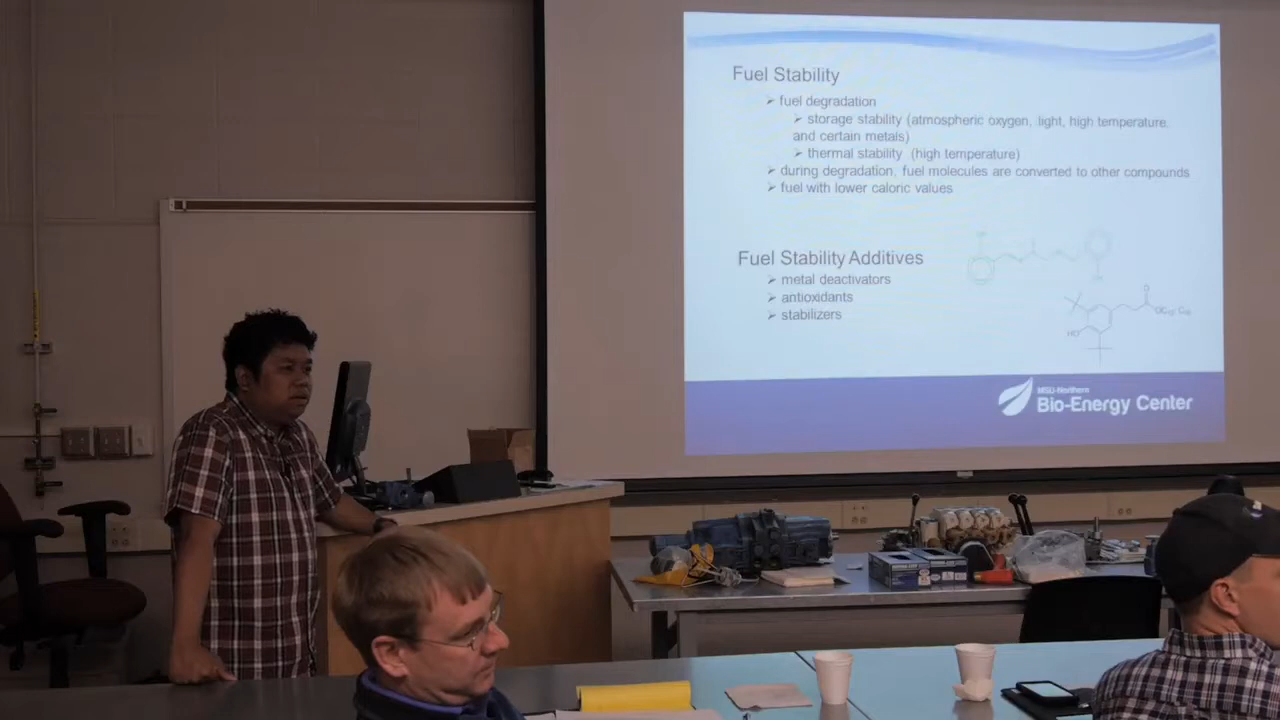 Fuel Stability
➢ fuel degradation
➢ storage stability (atmospheric oxygen, light, high temperature,
and certain metals)
➢ thermal stability (high temperature)
➢ during degradation, fuel molecules are converted to other compounds
➢ fuel with lower caloric values
Fuel Stability Additives
➢ metal deactivators
➢ antioxidants
➢ stabilizers
O
HO
MSU-Northern
Bio-Energy Center